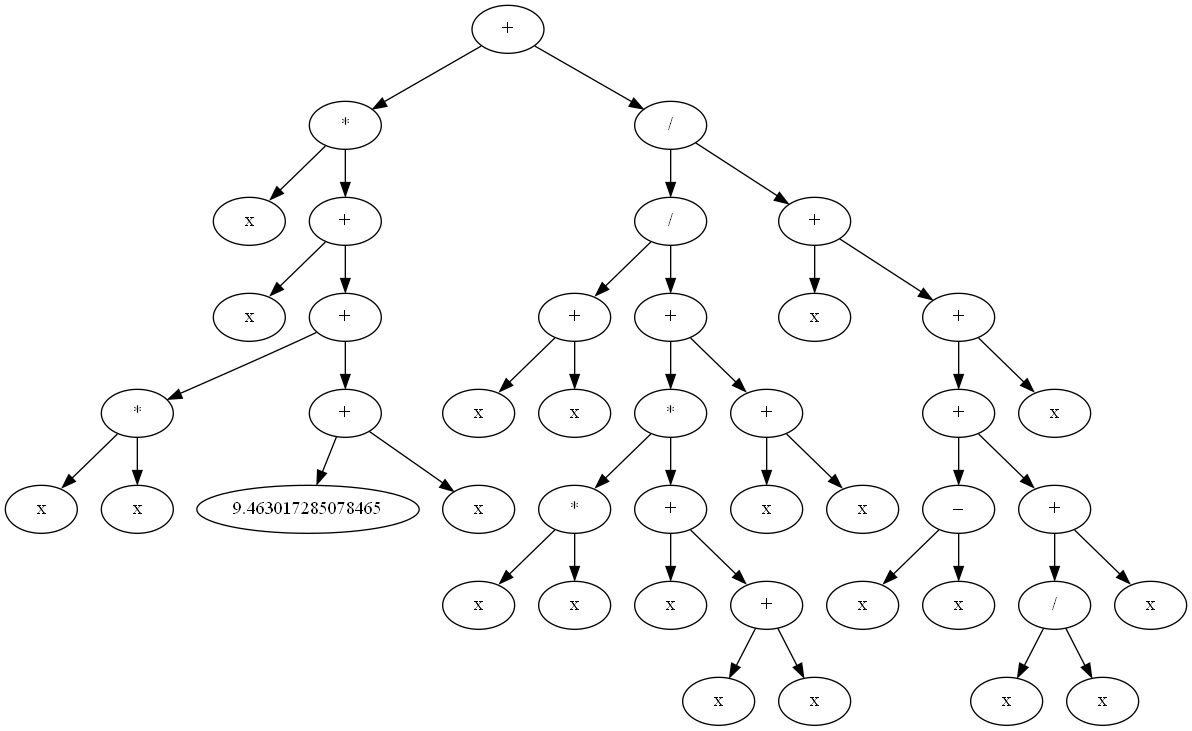 +
* /
x + / +
x + + + x +
* + x x * + + x
x x 9.463017285078465 x * + x x - +
x x x + x x / x
x x x x